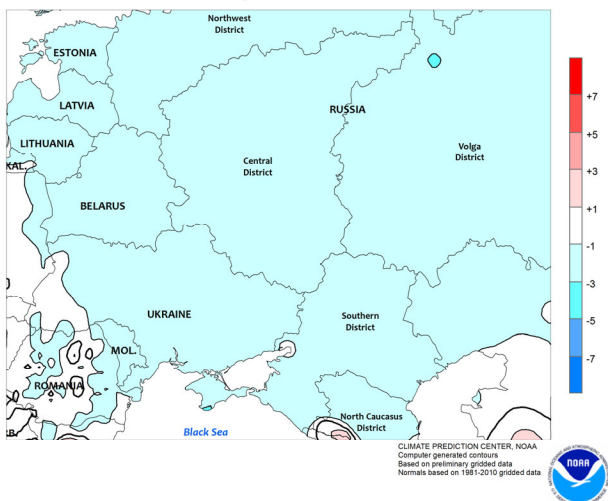 Northwest
District
ESTONIA
LATVIA
RUSSIA
LITHUANIA
KAL.
Central
District
Volga
District
BELARUS
UKRAINE
Southern
District
MOL.
ROMANIA
North Caucasus
District
Black Sea
+7
+5
+3
+1
-1
-3
-5
-7
CLIMATE PREDICTION CENTER, NOAA
Computer generated contours
Based on preliminary gridded data
Normals based on 1981-2010 gridded data
NOAA